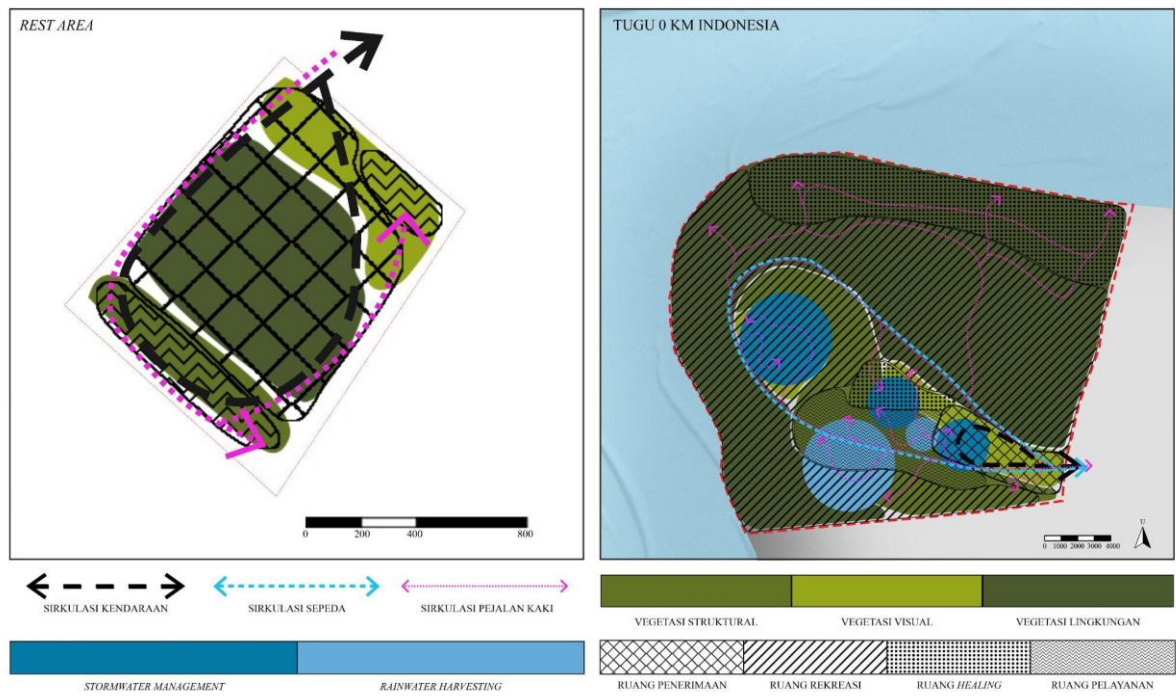 REST AREA
0
200
400
800
TUGU 0 KM INDONESIA
U
0 1000 2000 3000 4000
SIRKULASI KENDARAAN
SIRKULASI SEPEDA
SIRKULASI PEJALAN KAKI
STORMWATER MANAGEMENT
RAINWATER HARVESTING
VEGETASI STRUKTURAL
VEGETASI VISUAL
VEGETASI LINGKUNGAN
RUANG PENERIMAAN
RUANG REKREASI
RUANG HEALING
RUANG PELAYANAN